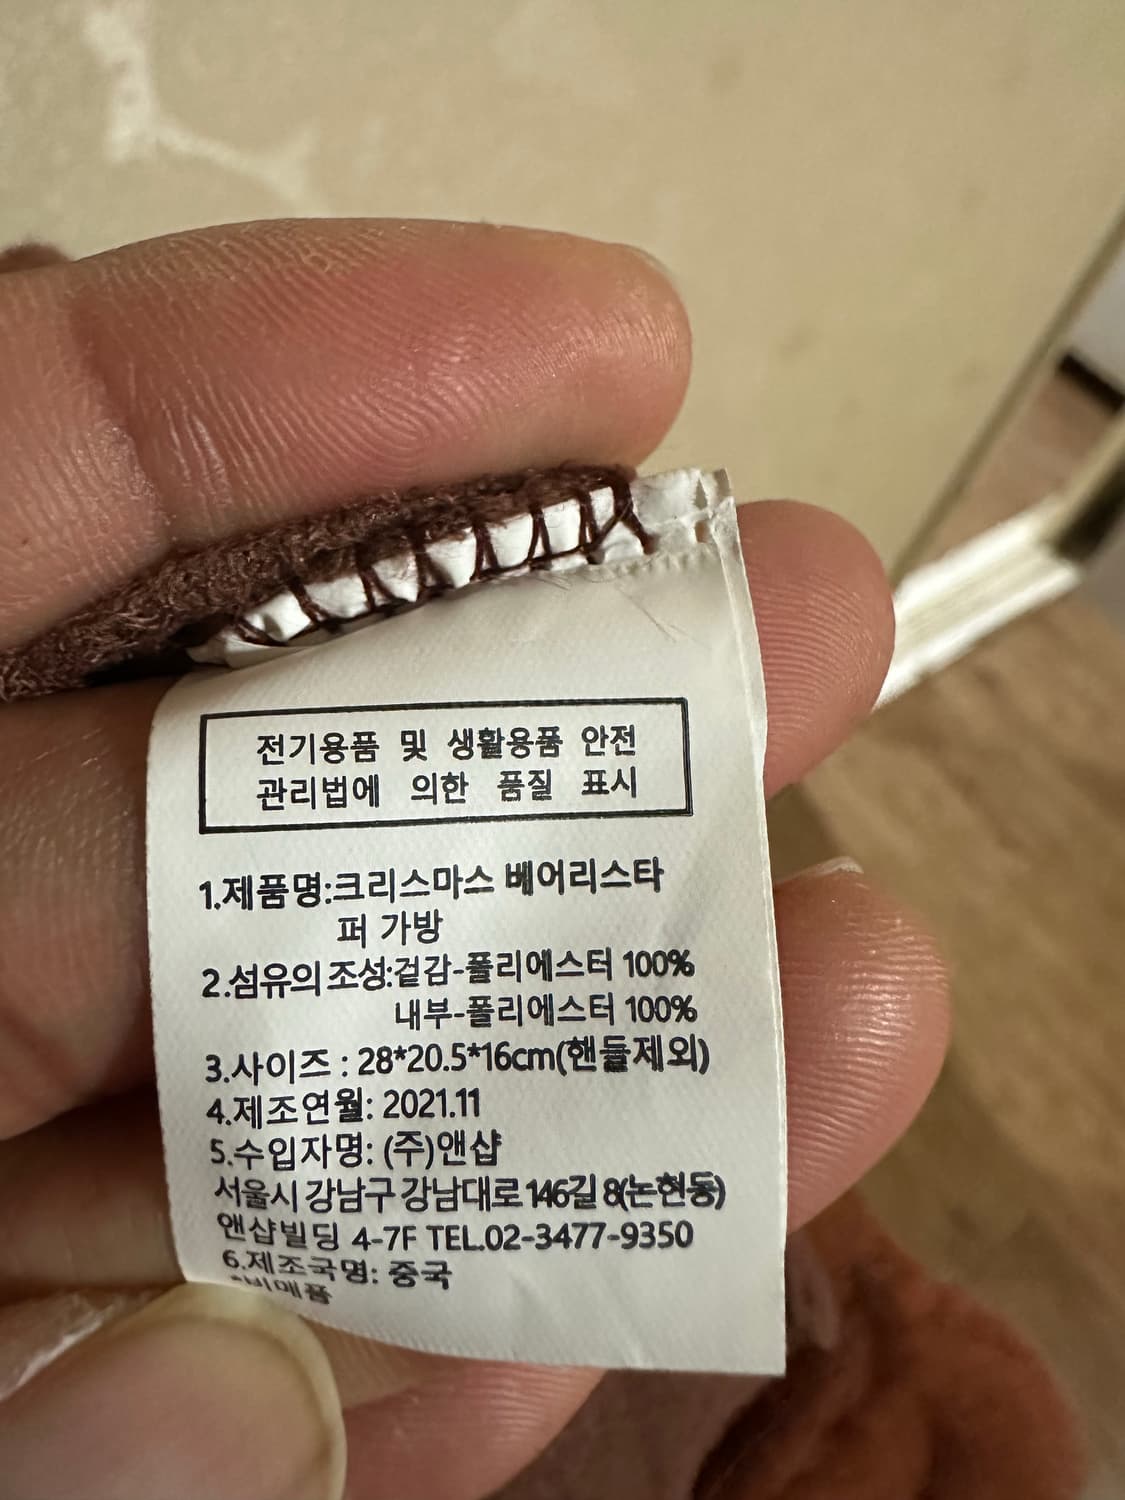 전기용품 및 생활용품 안전
관리법에 의한 품질 표시
1.제품명:크리스마스 베어리스타
퍼 가방
2.섬유의 조성:겉감-폴리에스터 100%
내부-폴리에스터 100%
3.사이즈 : 28*20.5*16cm(핸들제외)
4.제조연월: 2021.11
5.수입자명: (주)앤샵
서울시 강남구 강남대로 146길 8(논현동)
앤샵빌딩 4-7F TEL.02-3477-9350
6.제조국명: 중국
*비매품